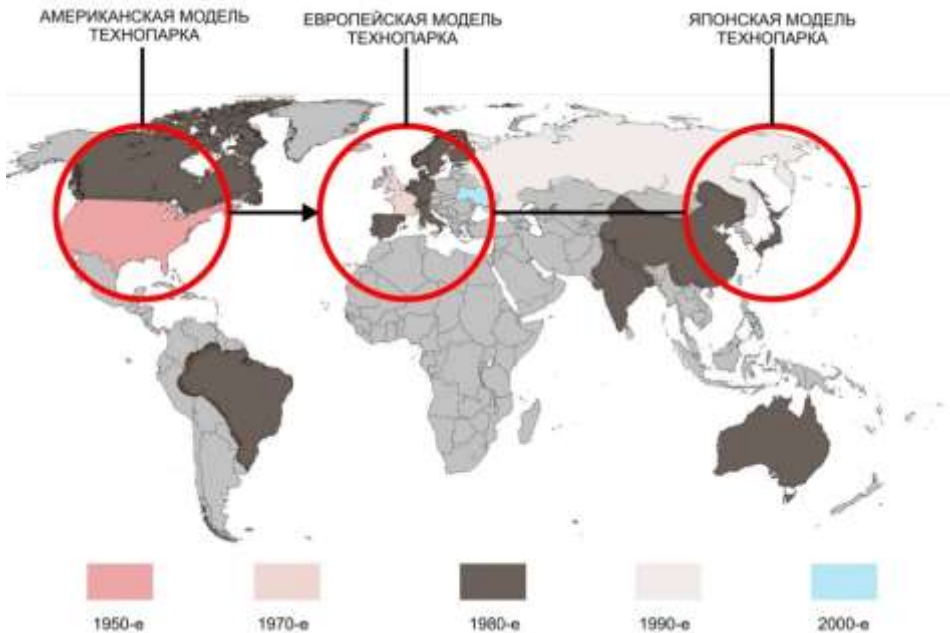 АМЕРИКАНСКАЯ МОДЕЛЬ
ТЕХНОПАРКА
ЕВРОПЕЙСКАЯ МОДЕЛЬ
ТЕХНОПАРКА
ЯПОНСКАЯ МОДЕЛЬ
ТЕХНОПАРКА
1950-е
1970-е
1980-е
1990-е
2000-е